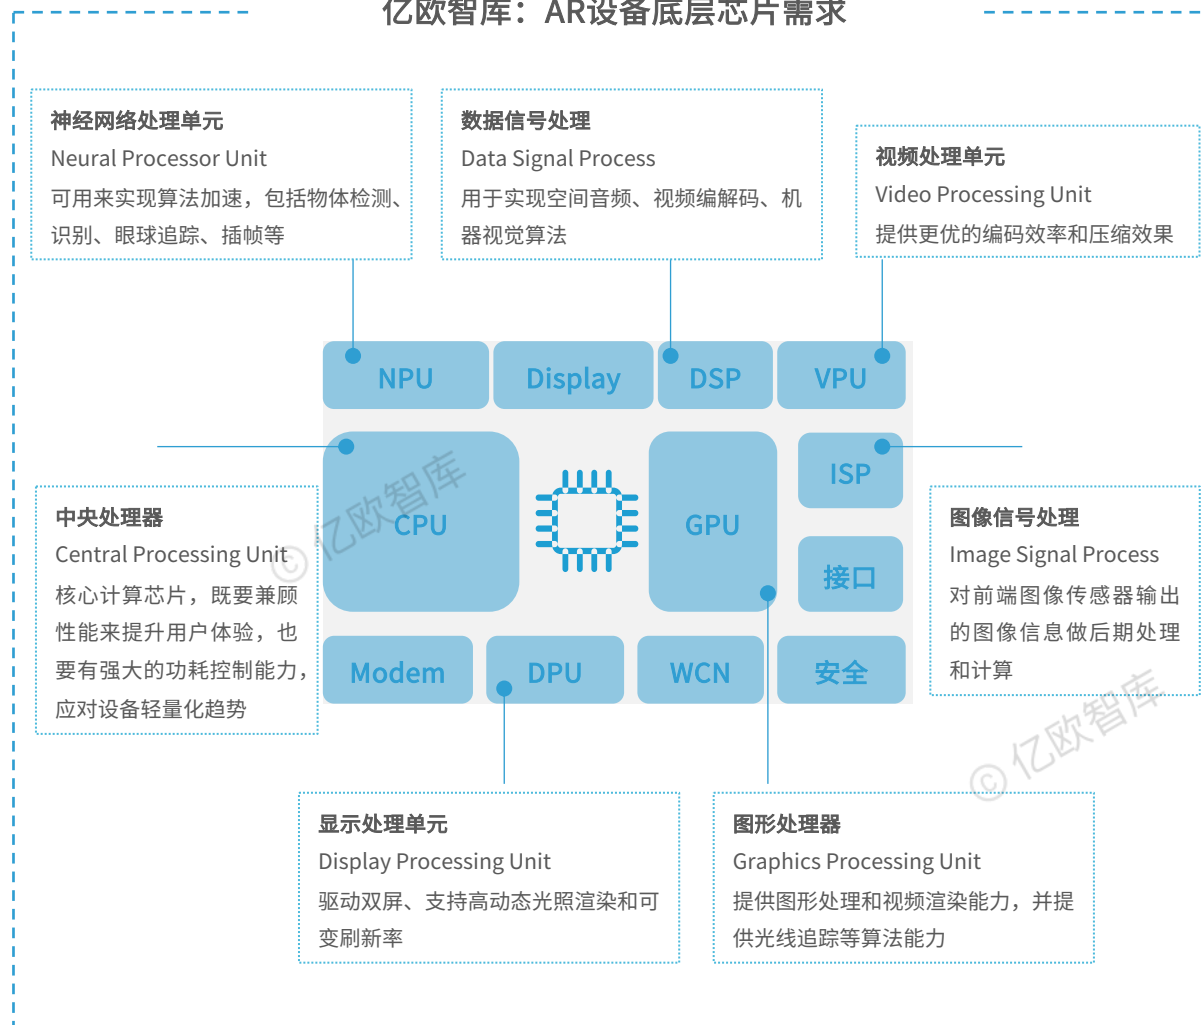 亿欧智库：AR设备底层芯片需求
神经网络处理单元
Neural Processor Unit
可用来实现算法加速，包括物体检测、
识别、眼球追踪、插帧等
数据信号处理
Data Signal Process
用于实现空间音频、视频编解码、机
器视觉算法
视频处理单元
Video Processing Unit
提供更优的编码效率和压缩效果
NPU
Display
DSP
VPU
CPU
GPU
ISP
接口
Modem
DPU
WCN
安全
中央处理器
Central Processing Unit
核心计算芯片，既要兼顾
性能来提升用户体验，也
要有强大的功耗控制能力，
应对设备轻量化趋势
图像信号处理
Image Signal Process
对前端图像传感器输出
的图像信息做后期处理
和计算
显示处理单元
Display Processing Unit
驱动双屏、支持高动态光照渲染和可
变刷新率
图形处理器
Graphics Processing Unit
提供图形处理和视频渲染能力，并提
供光线追踪等算法能力
© 亿欧智库
© 亿欧智库